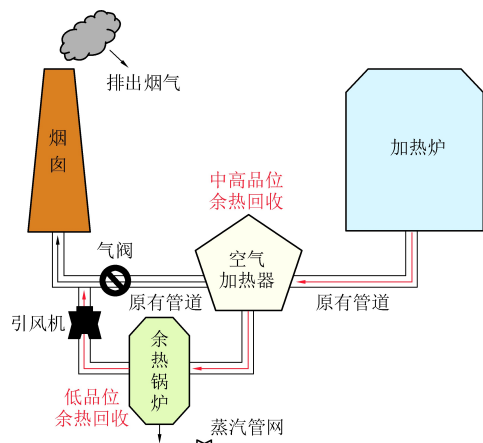 排出烟气
烟囱
加热炉
中高品位
余热回收
气阀
空气
加热器
原有管道
原有管道
引风机
余热锅炉
低品位
余热回收
蒸汽管网